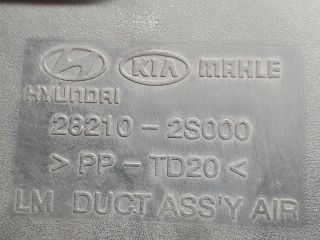 KIA MAHLE
HYUNDAI
28210-2S000
>PP-TD20<
LM DUCT ASS'Y AIR